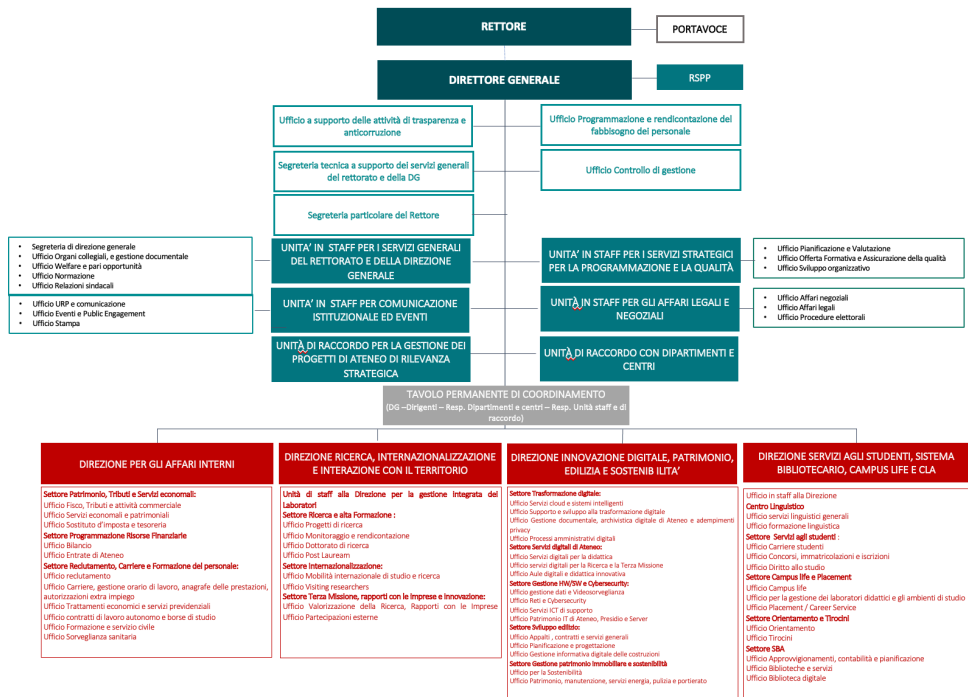 RETTORE
PORTAVOCE
DIRETTORE GENERALE
RSPP
Ufficio a supporto delle attività di trasparenza e
anticorruzione
Ufficio Programmazione e rendicontazione del
fabbisogno del personale
Segreteria tecnica a supporto dei servizi generali
del rettorato e della DG
Ufficio Controllo di gestione
Segreteria particolare del Rettore
• Segreteria di direzione generale
• Ufficio Organi collegiali, e gestione documentale
• Ufficio Welfare e pari opportunità
• Ufficio Normazione
• Ufficio Relazioni sindacali
UNITA' IN STAFF PER I SERVIZI GENERALI
DEL RETTORATO E DELLA DIREZIONE
GENERALE
UNITA' IN STAFF PER I SERVIZI STRATEGICI
PER LA PROGRAMMAZIONE E LA QUALITÀ
• Ufficio Pianificazione e Valutazione
• Ufficio Offerta Formativa e Assicurazione della qualità
• Ufficio Sviluppo organizzativo
• Ufficio URP e comunicazione
• Ufficio Eventi e Public Engagement
• Ufficio Stampa
UNITA' IN STAFF PER COMUNICAZIONE
ISTITUZIONALE ED EVENTI
UNITÀ IN STAFF PER GLI AFFARI LEGALI E
NEGOZIALI
• Ufficio Affari negoziali
• Ufficio Affari legali
• Ufficio Procedure elettorali
UNITÀ DI RACCORDO PER LA GESTIONE DEI
PROGETTI DI ATENEO DI RILEVANZA
STRATEGICA
UNITÀ DI RACCORDO CON DIPARTIMENTI E
CENTRI
TAVOLO PERMANENTE DI COORDINAMENTO
(DG –Dirigenti – Resp. Dipartimenti e centri – Resp. Unità staff e di
raccordo)
DIREZIONE PER GLI AFFARI INTERNI
Settore Patrimonio, Tributi e Servizi economali:
Ufficio Fisco, Tributi e attività commerciale
Ufficio Servizi economali e patrimoniali
Ufficio Sostituto d'imposta e tesoreria
Settore Programmazione Risorse Finanziarie
Ufficio Bilancio
Ufficio Entrate di Ateneo
Settore Reclutamento, Carriere e Formazione del personale:
Ufficio reclutamento
Ufficio Carriere, gestione orario di lavoro, anagrafe delle prestazioni,
autorizzazioni extra impiego
Ufficio Trattamenti economici e servizi previdenziali
Ufficio contratti di lavoro autonomo e borse di studio
Ufficio Formazione e servizio civile
Ufficio Sorveglianza sanitaria
DIREZIONE RICERCA, INTERNAZIONALIZZAZIONE
E INTERAZIONE CON IL TERRITORIO
Unità di staff alla Direzione per la gestione integrata dei
Laboratori
Settore Ricerca e alta Formazione :
Ufficio Progetti di ricerca
Ufficio Monitoraggio e rendicontazione
Ufficio Dottorato di ricerca
Ufficio Post Lauream
Settore Internazionalizzazione:
Ufficio Mobilità internazionale di studio e ricerca
Ufficio Visiting researchers
Settore Terza Missione, rapporti con le Imprese e Innovazione:
Ufficio Valorizzazione della Ricerca, Rapporti con le Imprese
Ufficio Partecipazioni esterne
DIREZIONE INNOVAZIONE DIGITALE, PATRIMONIO,
EDILIZIA E SOSTENIB ILITA'
Settore Trasformazione digitale:
Ufficio Servizi cloud e sistemi intelligenti
Ufficio Supporto e sviluppo alla trasformazione digitale
Ufficio Gestione documentale, archivistica digitale di Ateneo e adempimenti
privacy
Ufficio Processi amministrativi digitali
Settore Servizi digitali di Ateneo:
Ufficio Servizi digitali per la didattica
Ufficio servizi digitali per la Ricerca e la Terza Missione
Ufficio Aule digitali e didattica innovativa
Settore Gestione HW/SW e Cybersecurity:
Ufficio gestione dati e Videosorveglianza
Ufficio Reti e Cybersecurity
Ufficio Servizi ICT di supporto
Ufficio Patrimonio IT di Ateneo, Presidio e Server
Settore Sviluppo edilizio:
Ufficio Appalti , contratti e servizi generali
Ufficio Pianificazione e progettazione
Ufficio Gestione informativa digitale delle costruzioni
Settore Gestione patrimonio immobiliare e sostenibilità
Ufficio per la Sostenibilità
Ufficio Patrimonio, manutenzione, servizi energia, pulizia e portierato
DIREZIONE SERVIZI AGLI STUDENTI, SISTEMA
BIBLIOTECARIO, CAMPUS LIFE E CLA
Ufficio in staff alla Direzione
Centro Linguistico
Ufficio servizi linguistici generali
Ufficio formazione linguistica
Settore Servizi agli studenti :
Ufficio Carriere studenti
Ufficio Concorsi, immatricolazioni e iscrizioni
Ufficio Diritto allo studio
Settore Campus life e Placement
Ufficio Campus life
Ufficio per la gestione dei laboratori didattici e gli ambienti di studio
Ufficio Placement / Career Service
Settore Orientamento e Tirocini
Ufficio Orientamento
Ufficio Tirocini
Settore SBA
Ufficio Approvvigionamenti, contabilità e pianificazione
Ufficio Biblioteche e servizi
Ufficio Biblioteca digitale